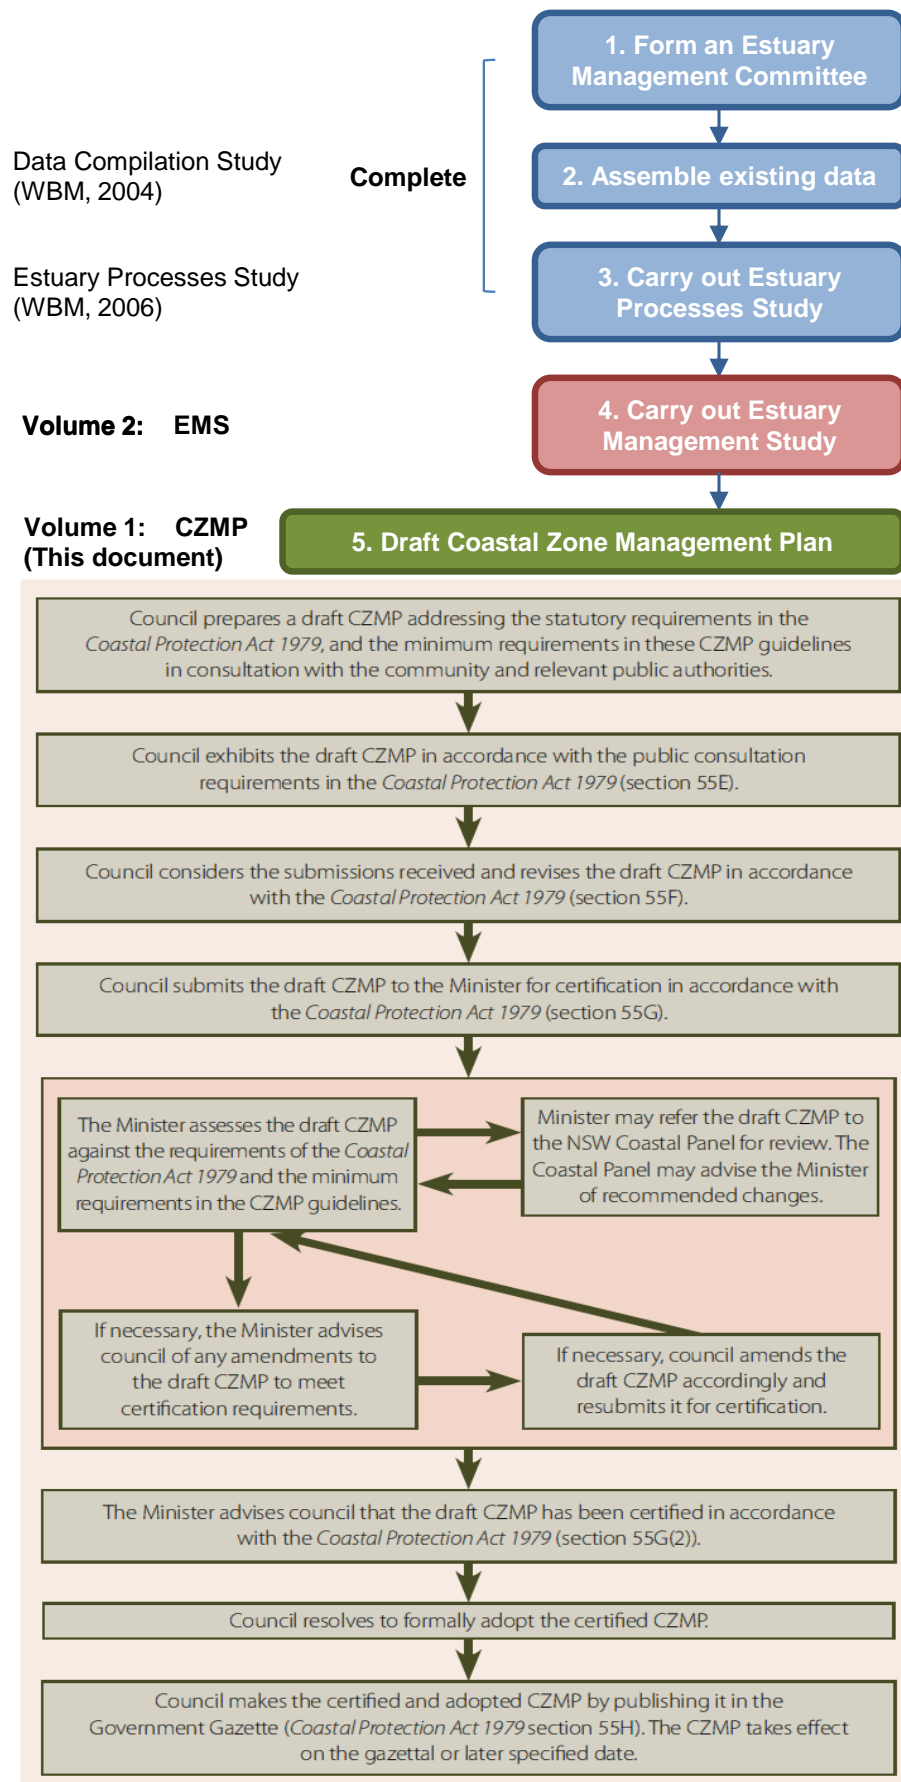 1. Form an Estuary
Management Committee
Data Compilation Study
(WBM, 2004)
Complete
2. Assemble existing data
Estuary Processes Study
(WBM, 2006)
3. Carry out Estuary
Processes Study
Volume 2: EMS
4. Carry out Estuary
Management Study
Volume 1: CZMP
(This document)
5. Draft Coastal Zone Management Plan
Council prepares a draft CZMP addressing the statutory requirements in the
Coastal Protection Act 1979, and the minimum requirements in these CZMP guidelines
in consultation with the community and relevant public authorities.
Council exhibits the draft CZMP in accordance with the public consultation
requirements in the Coastal Protection Act 1979 (section 55E).
Council considers the submissions received and revises the draft CZMP in accordance
with the Coastal Protection Act 1979 (section 55F).
Council submits the draft CZMP to the Minister for certification in accordance with
the Coastal Protection Act 1979 (section 55G).
The Minister assesses the draft CZMP
against the requirements of the Coastal
Protection Act 1979 and the minimum
requirements in the CZMP guidelines.
Minister may refer the draft CZMP to
the NSW Coastal Panel for review. The
Coastal Panel may advise the Minister
of recommended changes.
If necessary, the Minister advises
council of any amendments to
the draft CZMP to meet
certification requirements.
If necessary, council amends the
draft CZMP accordingly and
resubmits it for certification.
The Minister advises council that the draft CZMP has been certified in accordance
with the Coastal Protection Act 1979 (section 55G(2)).
Council resolves to formally adopt the certified CZMP.
Council makes the certified and adopted CZMP by publishing it in the
Government Gazette (Coastal Protection Act 1979 section 55H). The CZMP takes effect
on the gazettal or later specified date.